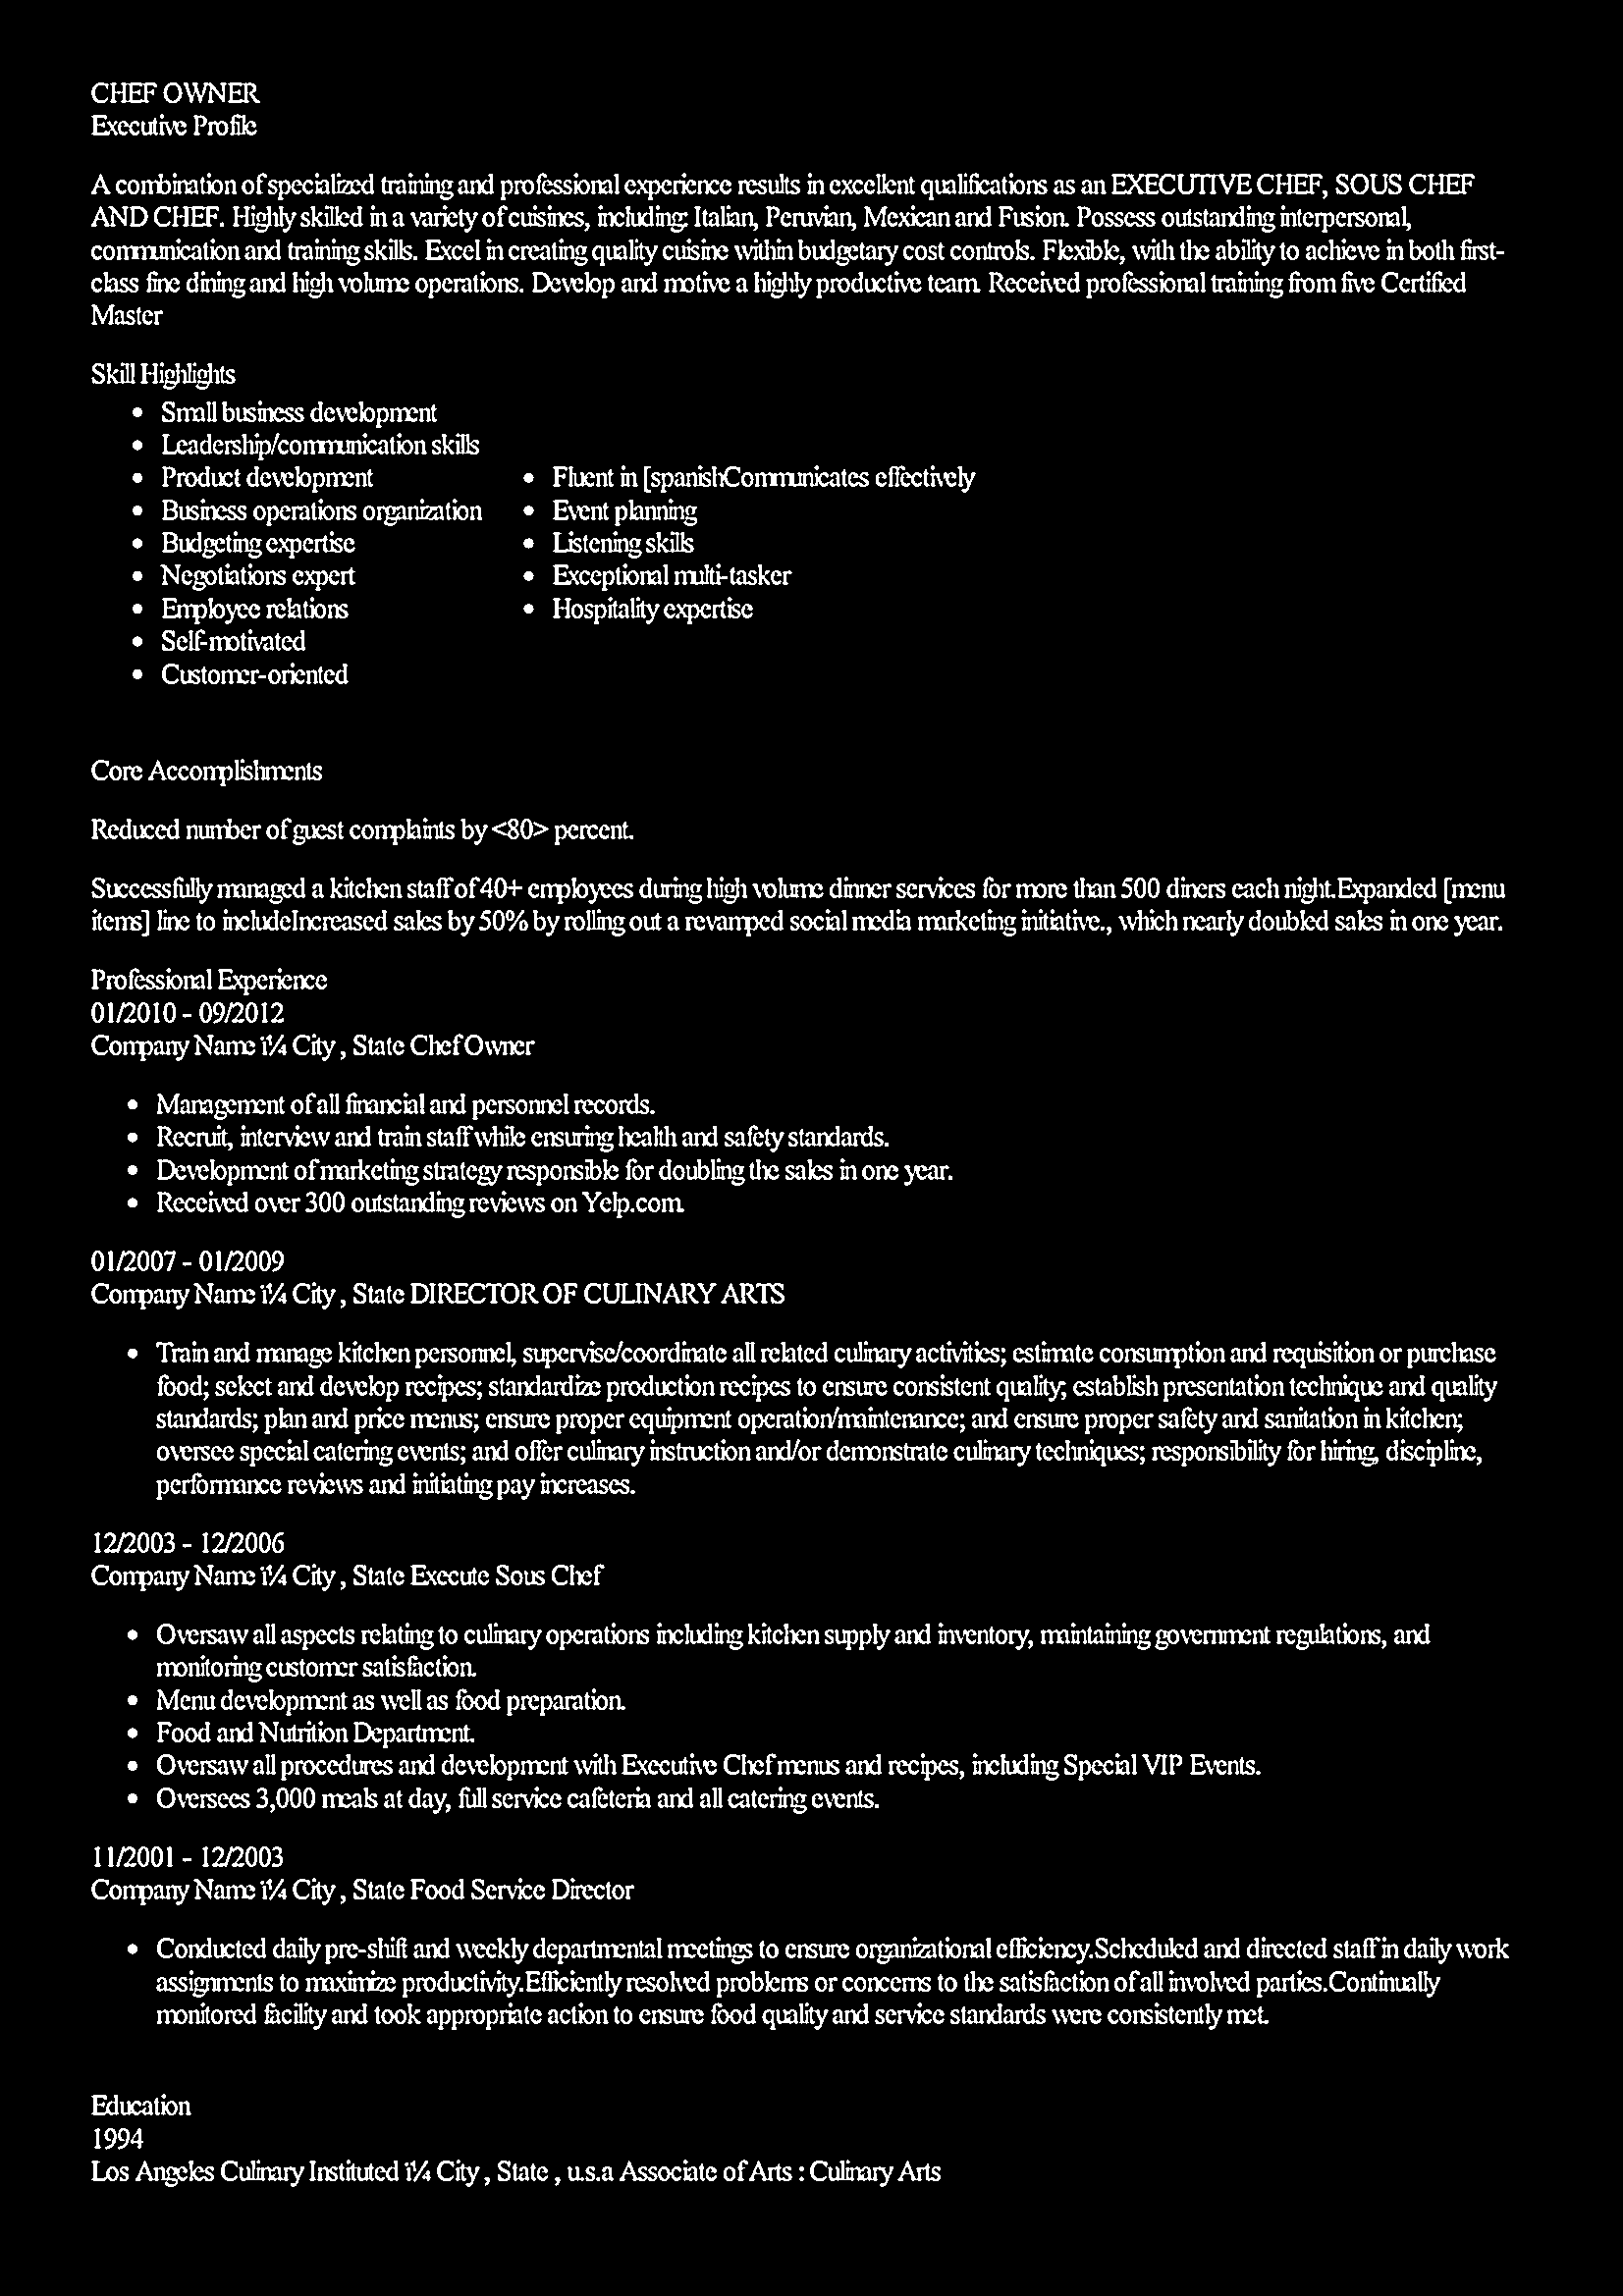 CHEF OWNER
Executive Profile
A combination of specialized training and professional experience results in excellent qualifications as an EXECUTIVE CHEF, SOUS CHEF
AND CHEF. Highly skilled in a variety of cuisines, including: Italian, Peruvian, Mexican and Fusion. Possess outstanding interpersonal,
communication and training skills. Excel in creating quality cuisine within budgetary cost controls. Flexible, with the ability to achieve in both first-
class fine dining and high volume operations. Develop and motive a highly productive team. Received professional training from five Certified
Master
Skill Highlights
• Small business development
• Leadership/communication skills
• Product development
• Business operations organization
• Budgeting expertise
• Negotiations expert
• Employee relations
• Self-motivated
• Customer-oriented
• Fluent in [spanishCommunicates effectively
• Event planning
• Listening skills
• Exceptional multi-tasker
• Hospitality expertise
Core Accomplishments
Reduced number of guest complaints by <80> percent.
Successfully managed a kitchen staff of 40+ employees during high volume dinner services for more than 500 diners each night.Expanded [menu
items] line to includeIncreased sales by 50% by rolling out a revamped social media marketing initiative., which nearly doubled sales in one year.
Professional Experience
01/2010 - 09/2012
Company Name ï¼ City , State Chef Owner
• Management of all financial and personnel records.
• Recruit, interview and train staff while ensuring health and safety standards.
• Development of marketing strategy responsible for doubling the sales in one year.
• Received over 300 outstanding reviews on Yelp.com.
01/2007 - 01/2009
Company Name ï¼ City , State DIRECTOR OF CULINARY ARTS
• Train and manage kitchen personnel, supervise/coordinate all related culinary activities; estimate consumption and requisition or purchase
food; select and develop recipes; standardize production recipes to ensure consistent quality; establish presentation technique and quality
standards; plan and price menus; ensure proper equipment operation/maintenance; and ensure proper safety and sanitation in kitchen;
oversee special catering events; and offer culinary instruction and/or demonstrate culinary techniques; responsibility for hiring, discipline,
performance reviews and initiating pay increases.
12/2003 - 12/2006
Company Name ï¼ City , State Execute Sous Chef
• Oversaw all aspects relating to culinary operations including kitchen supply and inventory, maintaining government regulations, and
monitoring customer satisfaction.
• Menu development as well as food preparation.
• Food and Nutrition Department.
• Oversaw all procedures and development with Executive Chef menus and recipes, including Special VIP Events.
• Oversees 3,000 meals at day, full service cafeteria and all catering events.
11/2001 - 12/2003
Company Name ï¼ City , State Food Service Director
• Conducted daily pre-shift and weekly departmental meetings to ensure organizational efficiency.Scheduled and directed staff in daily work
assignments to maximize productivity.Efficiently resolved problems or concerns to the satisfaction of all involved parties.Continually
monitored facility and took appropriate action to ensure food quality and service standards were consistently met.
Education
1994
Los Angeles Culinary Instituted ï¼ City , State , u.s.a Associate of Arts : Culinary Arts